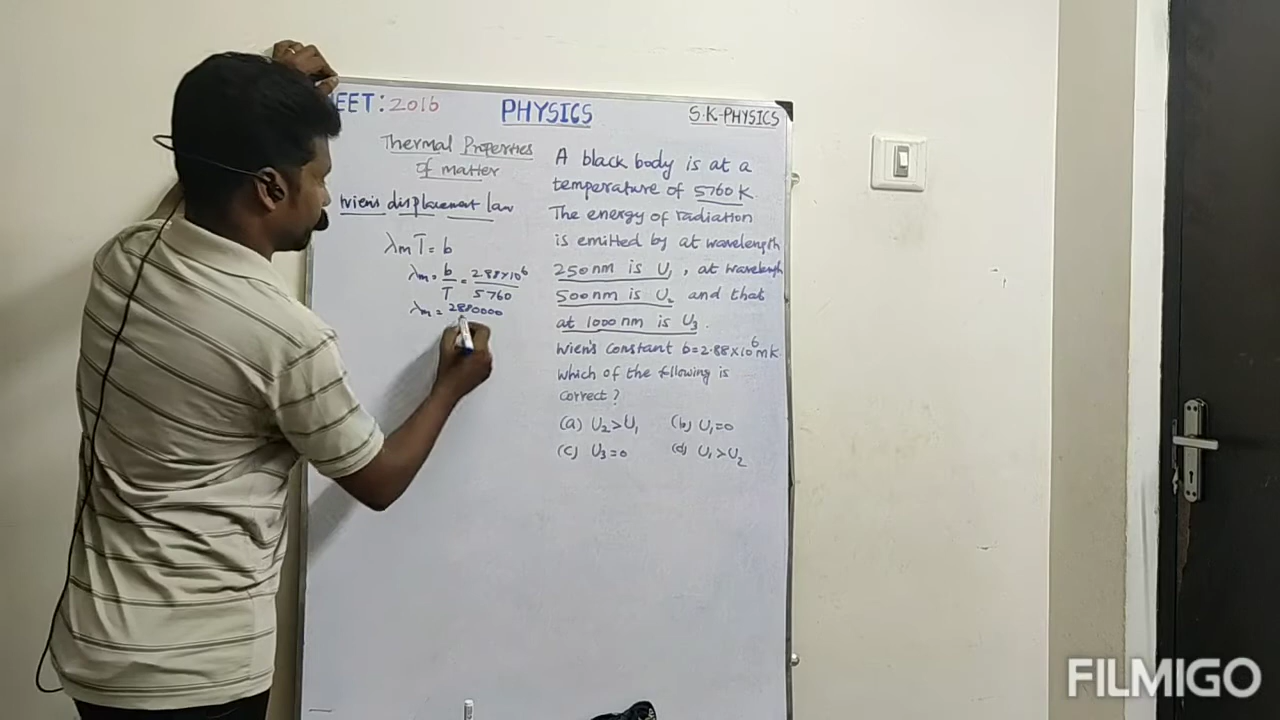 EET: 2016
PHYSICS
S.K-PHYSICS
Thermal Properties
of matter
Wien's displacement law
λm T = b
λm = b/T = 2.88×10⁶/5760
λm = 2880000
A black body is at a
temperature of 5760 K.
The energy of radiation
is emitted by at wavelength
250 nm is U₁, at wavelength
500 nm is U₂ and that
at 1000 nm is U₃.
Wien's Constant b=2.88×10⁶ mk.
which of the following is
correct?
(a) U₂>U₁ (b) U₁=0
(c) U₃=0 (d) U₁>U₂
FILMIGO